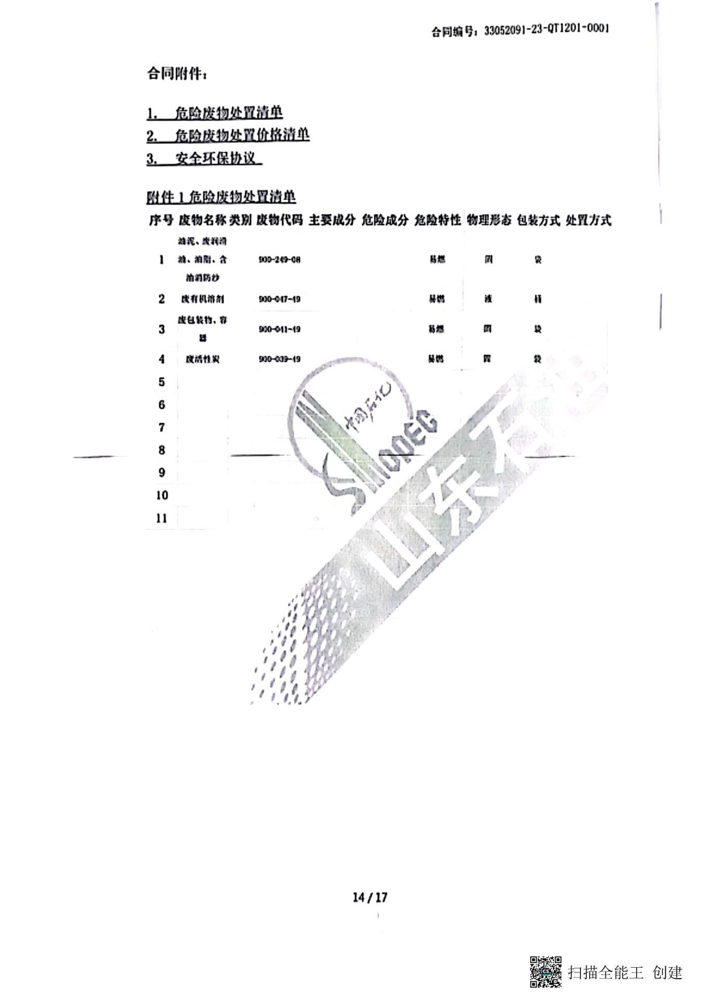 合同编号：33052091-23-QT1201-0001
合同附件：
1. 危险废物处置清单
2. 危险废物处置价格清单
3. 安全环保协议
附件 1 危险废物处置清单
序号 废物名称 类别 废物代码 主要成分 危险成分 危险特性 物理形态 包装方式 处置方式
油泥、废润滑
1 油、油脂、含 900-249-08 易燃 固 袋
油消防沙
2 废有机溶剂 900-047-49 易燃 液 桶
废包装物、容
3 900-041-49 易燃 固 袋
器
4 废活性炭 900-039-49 易燃 固 袋
5
6
7
8
9
10
11
中国石化
SINOPEC
山东石
14 / 17
CS
扫描全能王 创建